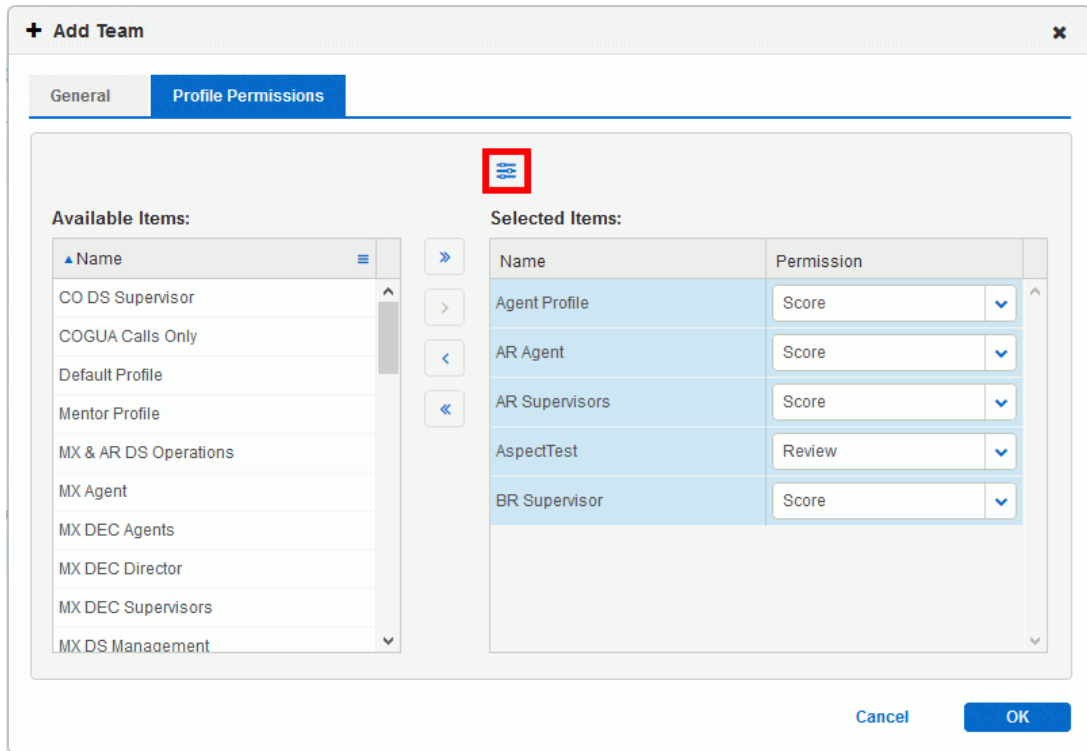 Add Team
General
Profile Permissions
Available Items:
Selected Items:
Name
CO DS Supervisor
COGUA Calls Only
Default Profile
Mentor Profile
MX & AR DS Operations
MX Agent
MX DEC Agents
MX DEC Director
MX DEC Supervisors
MX DS Management
Name Permission
Agent Profile Score
AR Agent Score
AR Supervisors Score
AspectTest Review
BR Supervisor Score
Cancel
OK